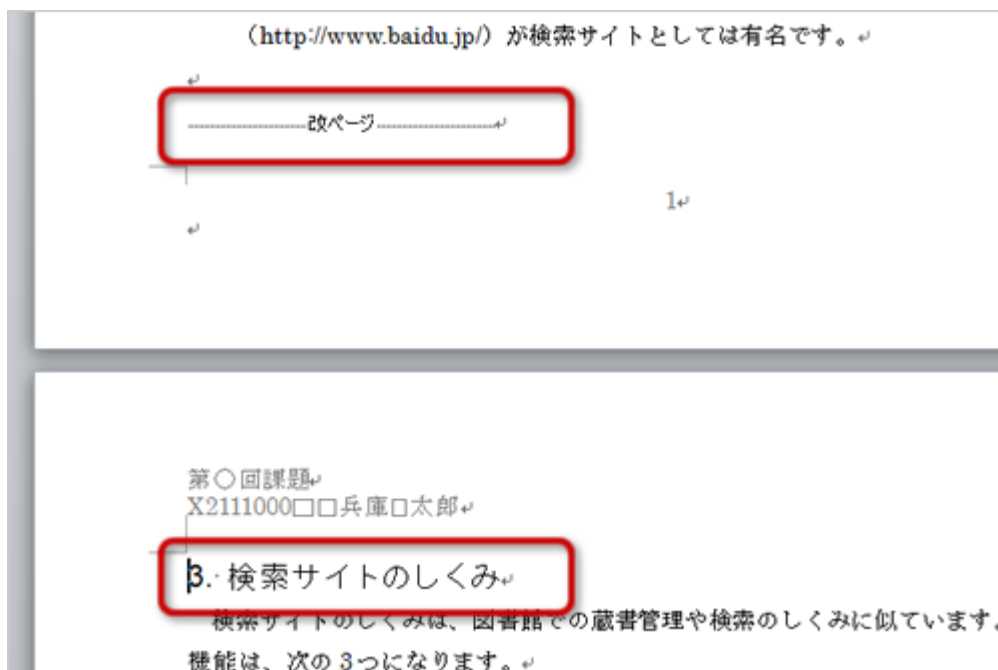 （http://www.baidu.jp/）が検索サイトとしては有名です。↵
↵
改ページ↵
1↵
↵
第○回課題↵
X2111000□□兵庫□太郎↵
3. 検索サイトのしくみ↵
検索サイトのしくみは、図書館での蔵書管理や検索のしくみに似ています。
機能は、次の 3 つになります。↵